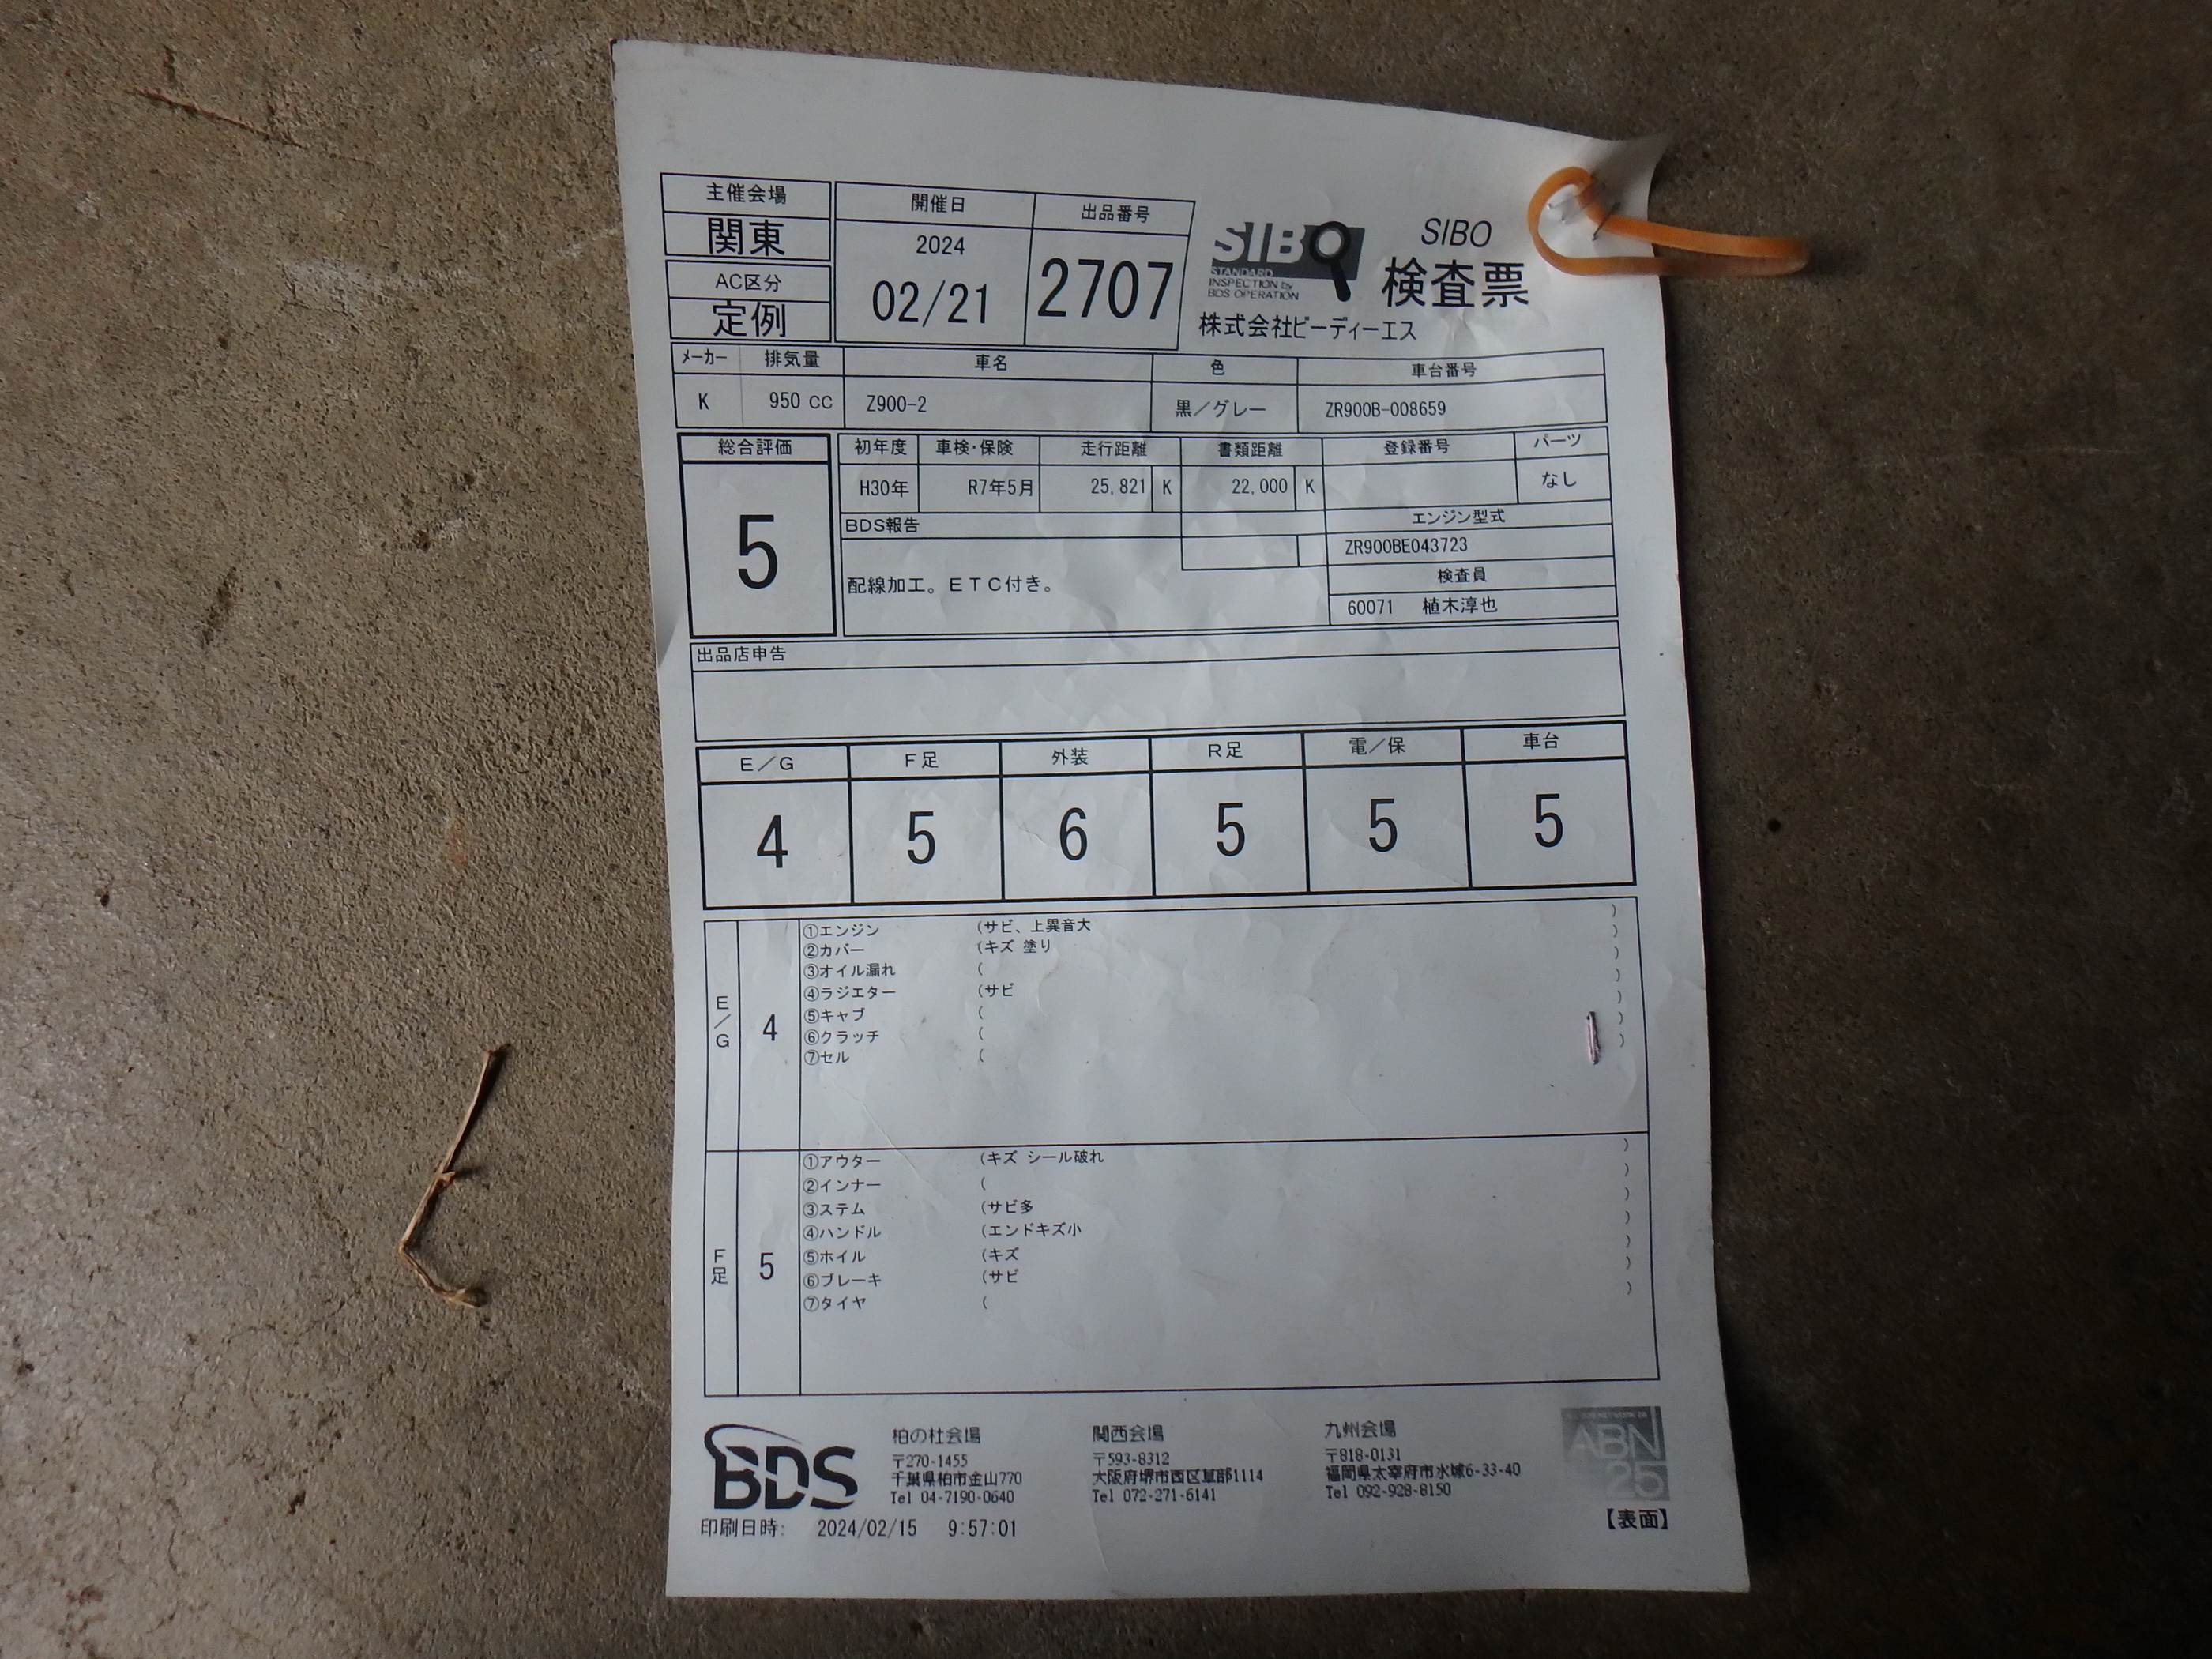 主催会場
関東
AC区分
定例
開催日
2024
02/21
出品番号
2707
SIBO
STANDARD
INSPECTION by
BDS OPERATION
SIBO
検査票
株式会社ビーディーエス
メーカー 排気量 車名 色 車台番号
K 950 CC Z900-2 黒／グレー ZR900B-008659
総合評価
5
初年度 車検・保険 走行距離 書類距離 登録番号 パーツ
H30年 R7年5月 25,821 K 22,000 K なし
BDS報告
配線加工。ＥＴＣ付き。
エンジン型式
ZR900BE043723
検査員
60071 植木淳也
出品店申告
Ｅ／Ｇ Ｆ足 外装 Ｒ足 電／保 車台
4 5 6 5 5 5
Ｅ／Ｇ
4
①エンジン (サビ、上異音大 )
②カバー (キズ 塗り )
③オイル漏れ ( )
④ラジエター (サビ )
⑤キャブ ( )
⑥クラッチ ( )
⑦セル ( )
Ｆ足
5
①アウター (キズ シール破れ )
②インナー ( )
③ステム (サビ多 )
④ハンドル (エンドキズ小 )
⑤ホイル (キズ )
⑥ブレーキ (サビ )
⑦タイヤ ( )
BDS
柏の杜会場
〒270-1455
千葉県柏市金山770
Tel 04-7190-0640
関西会場
〒593-8312
大阪府堺市西区草部1114
Tel 072-271-6141
九州会場
〒818-0131
福岡県太宰府市水城6-33-40
Tel 092-928-8150
ABN
25
【表面】
印刷日時: 2024/02/15 9:57:01